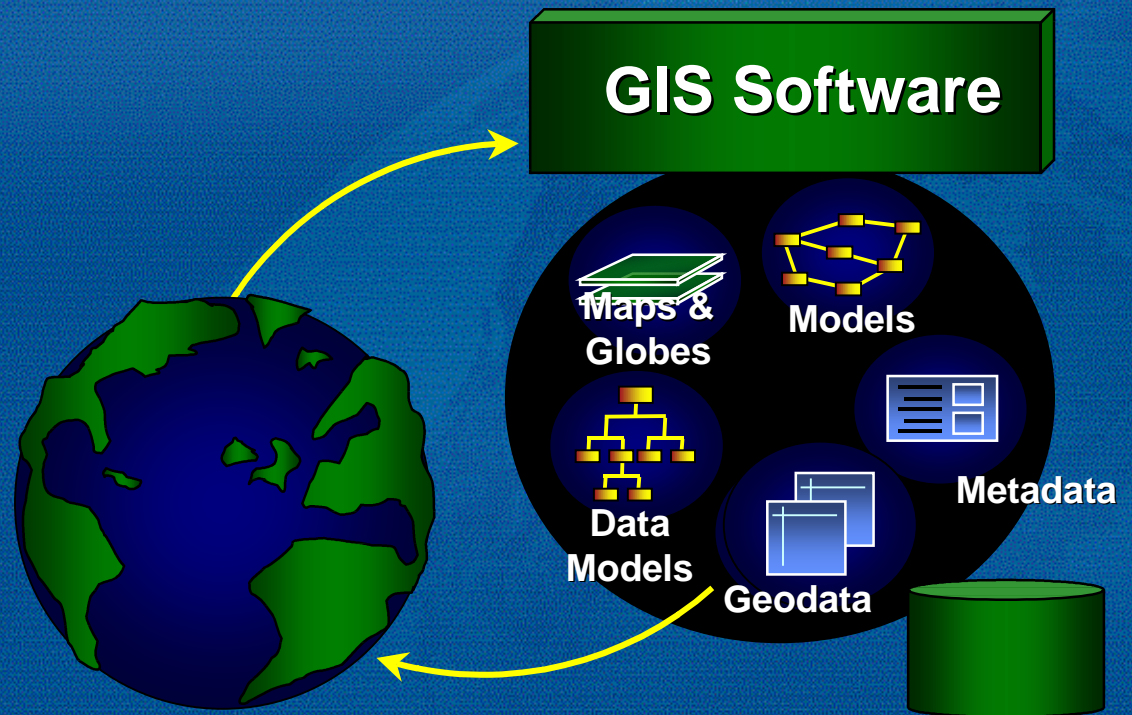 GIS Software
Maps &
Globes
Models
Metadata
Data
Models
Geodata